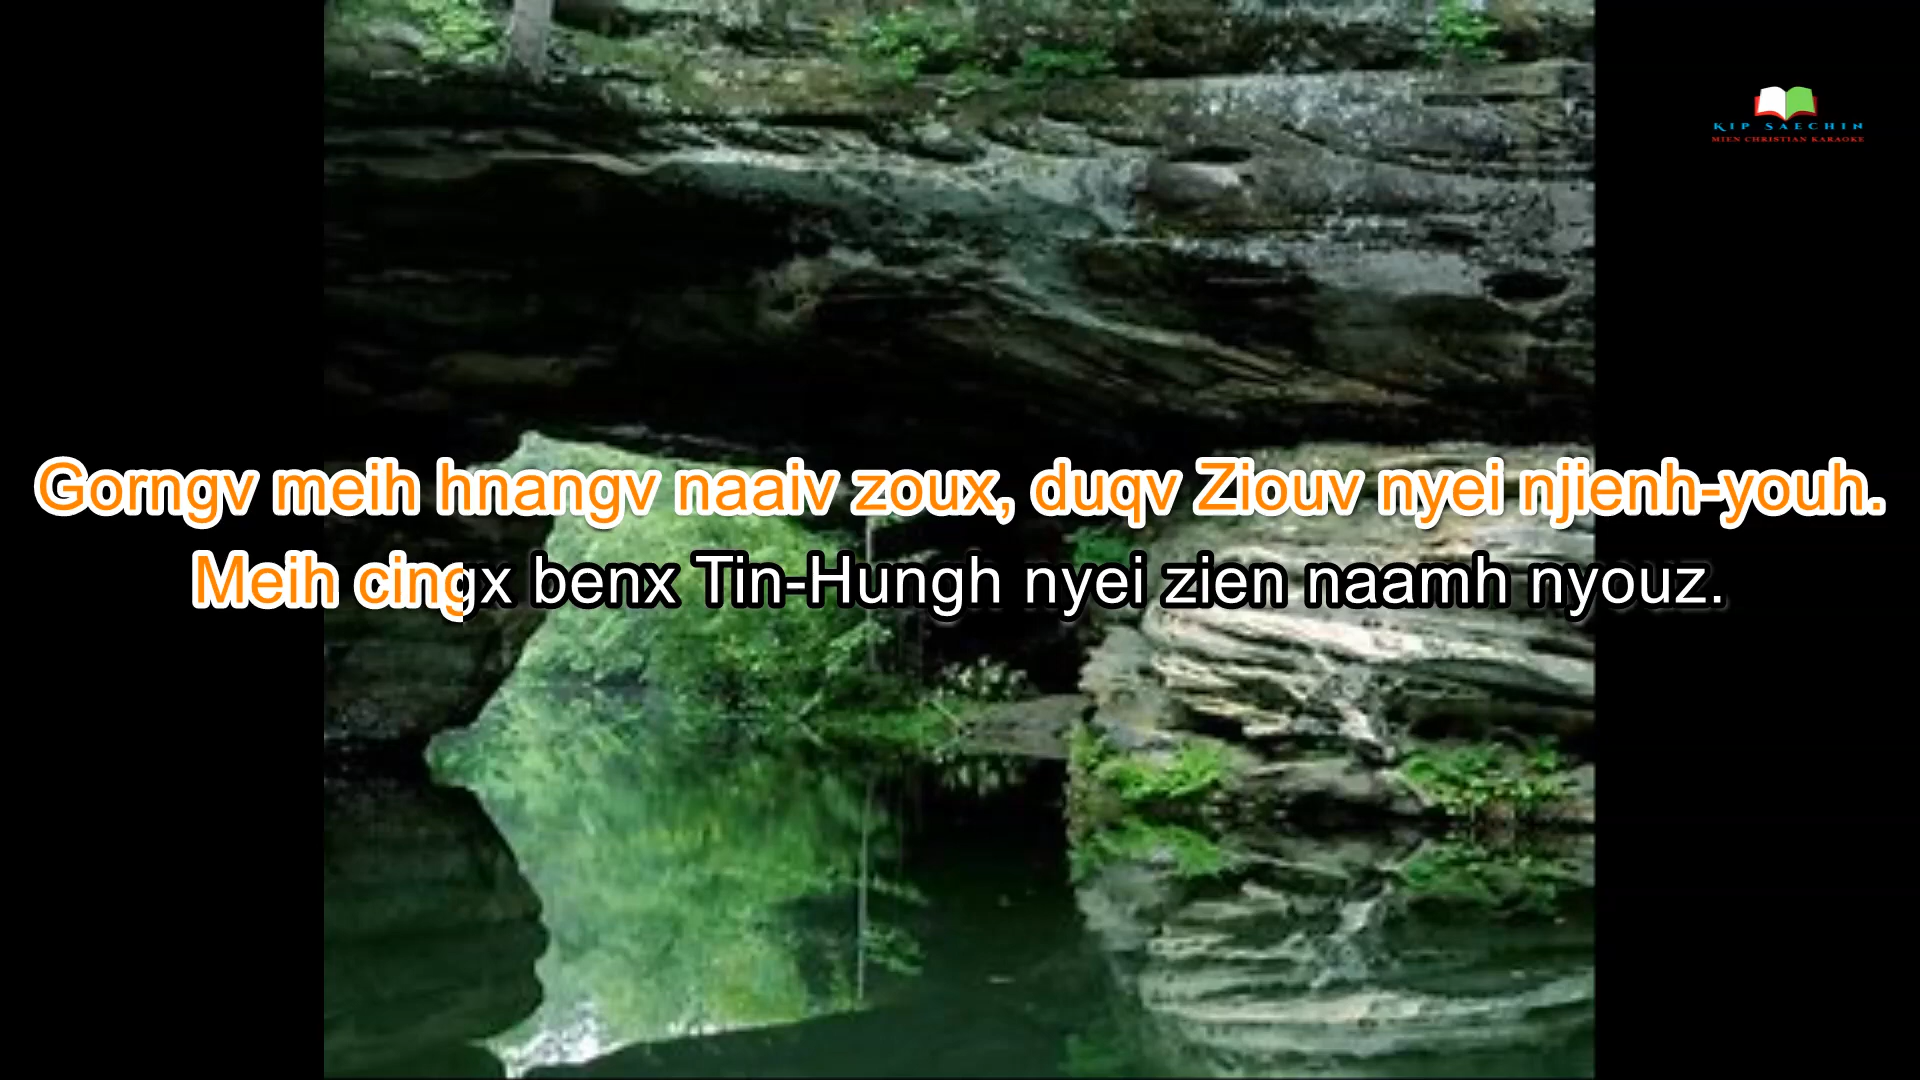 KIP SAECHIN
MIEN CHRISTIAN KARAOKE
Gorngv meih hnangv naaiv zoux, duqv Ziouv nyei njienh-youh.
Meih cingx benx Tin-Hungh nyei zien naamh nyouz.